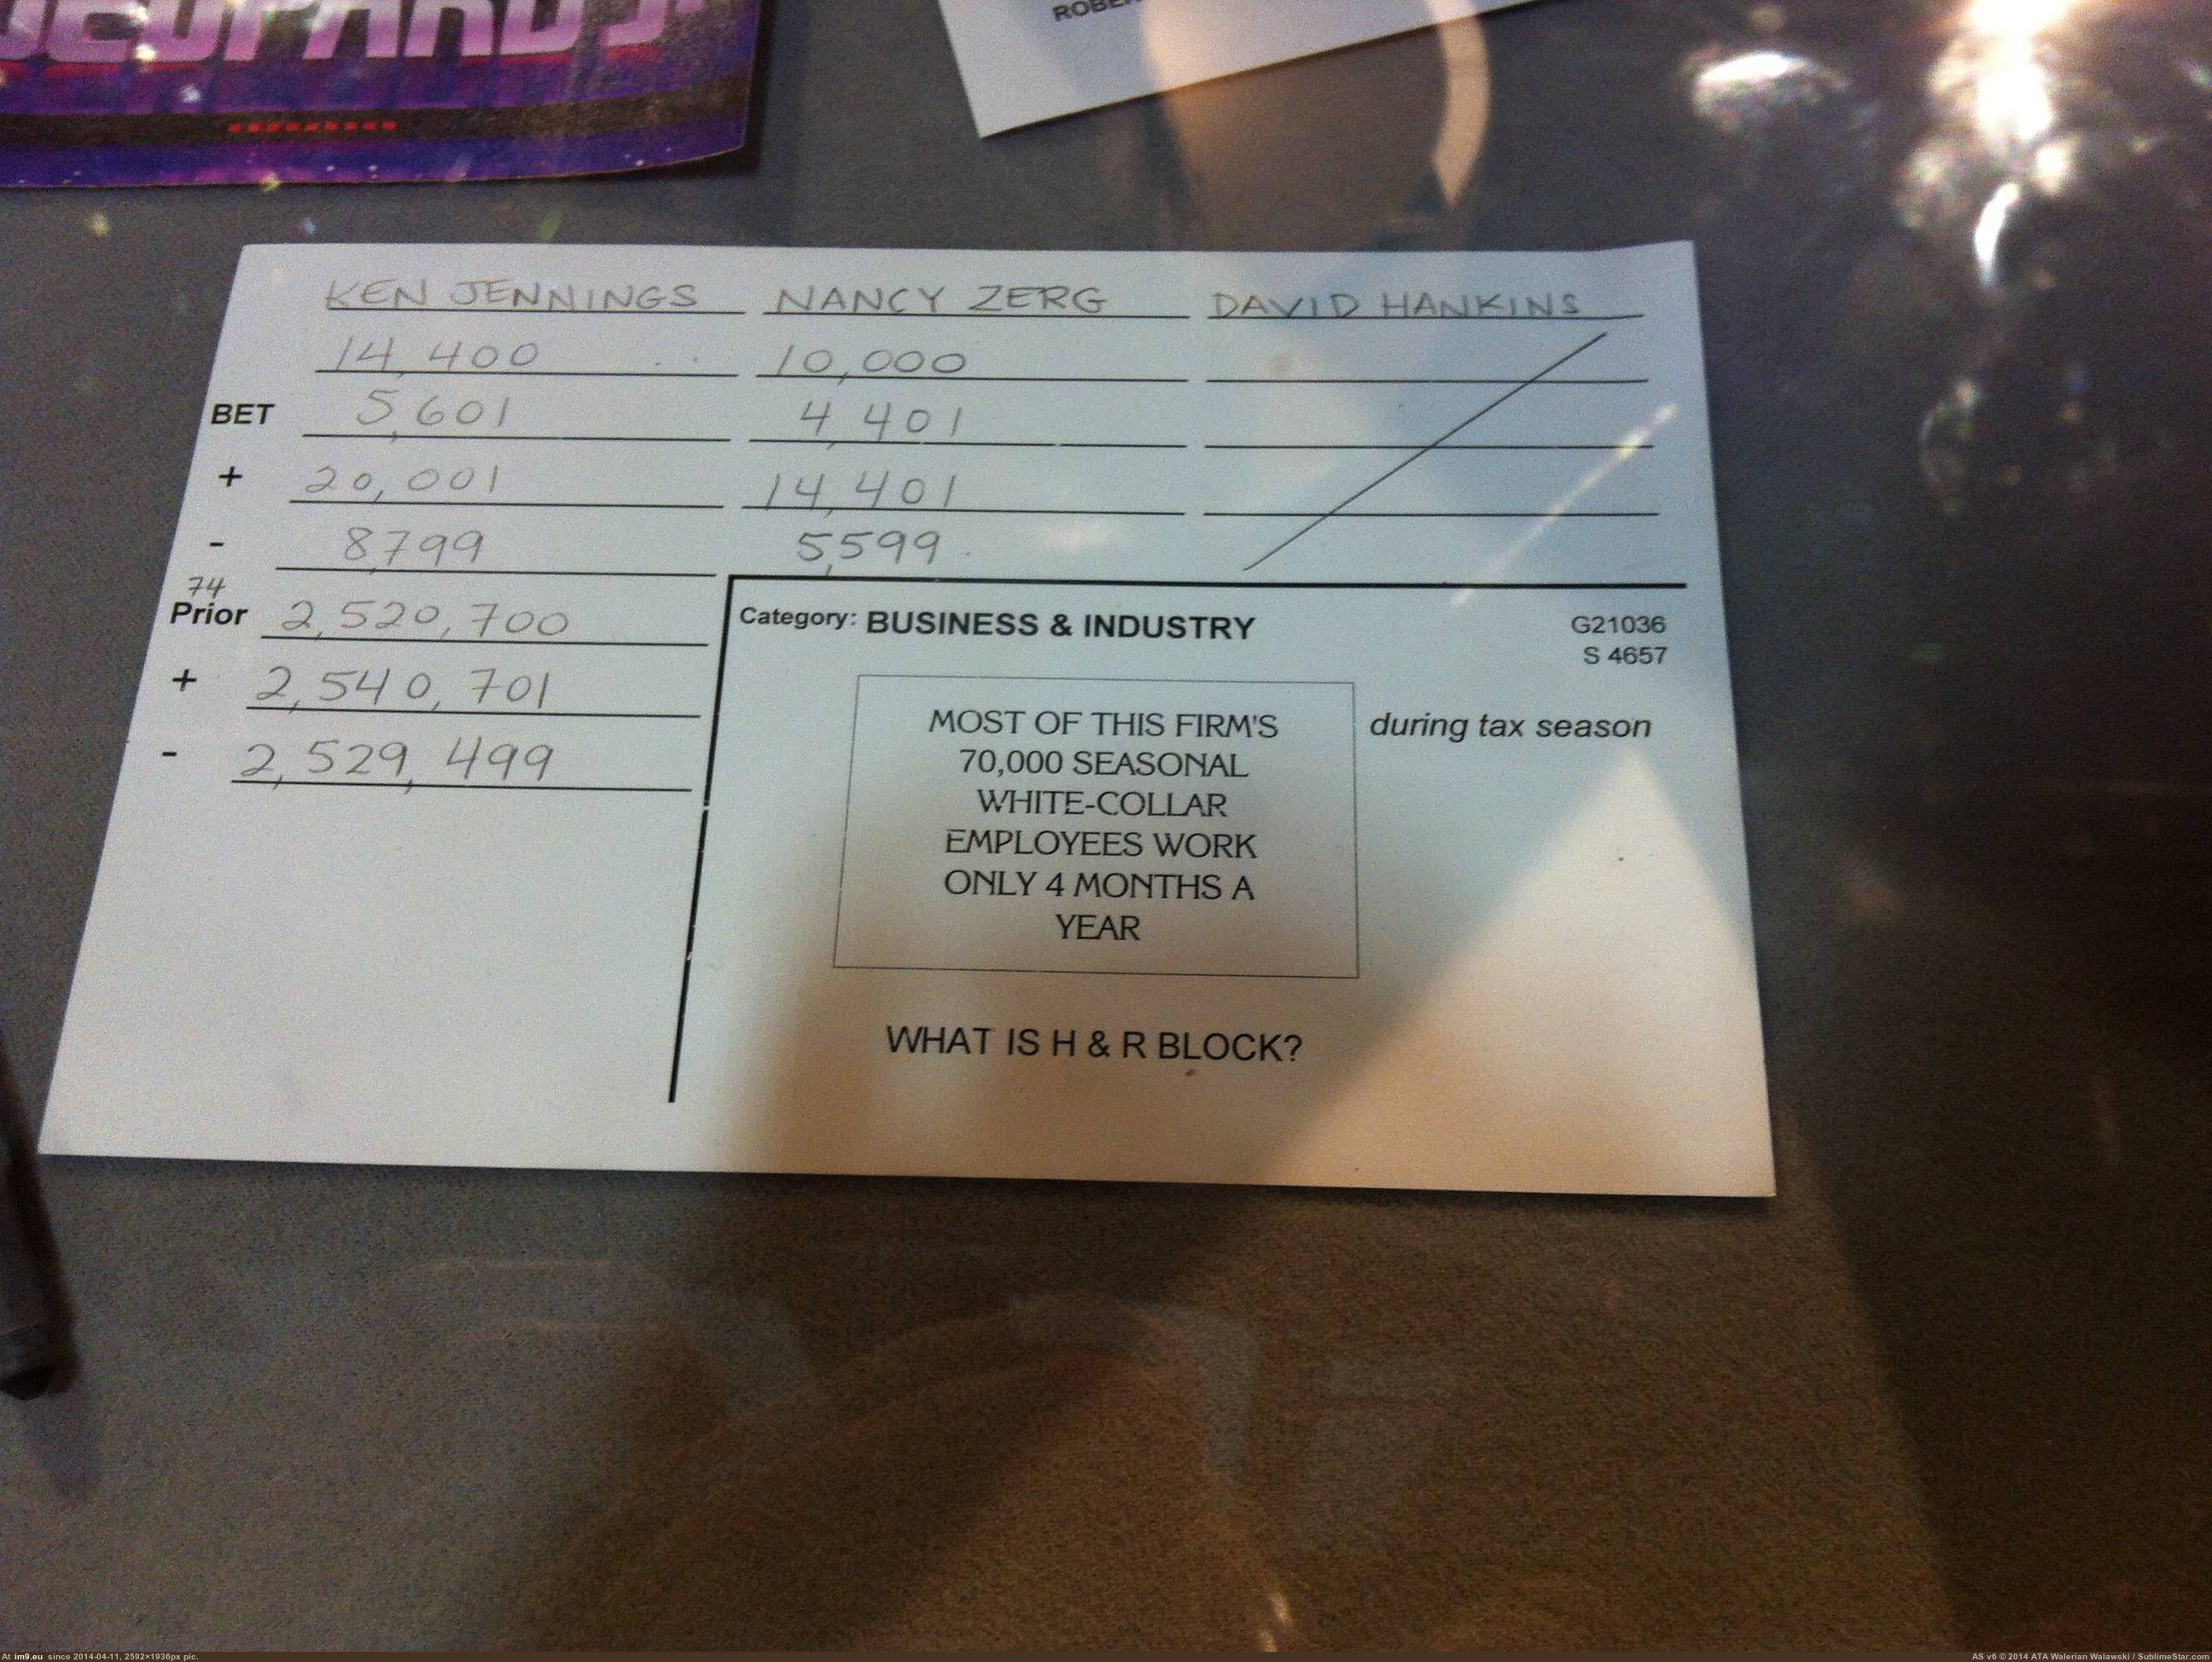 JEOPARDY!
KEN JENNINGS NANCY ZERG DAVID HANKINS
14,400 10,000
BET 5,601 4,401
+ 20,001 14,401
- 8,799 5,599
74
Prior 2,520,700
+ 2,540,701
- 2,529,499
Category: BUSINESS & INDUSTRY
G21036
S 4657
MOST OF THIS FIRM'S
70,000 SEASONAL
WHITE-COLLAR
EMPLOYEES WORK
ONLY 4 MONTHS A
YEAR
during tax season
WHAT IS H & R BLOCK?
At im9.eu since 2014-04-11, 2592×1936px pic.
AS v6 © 2014 ATA Walerian Walawski / SublimeStar.com